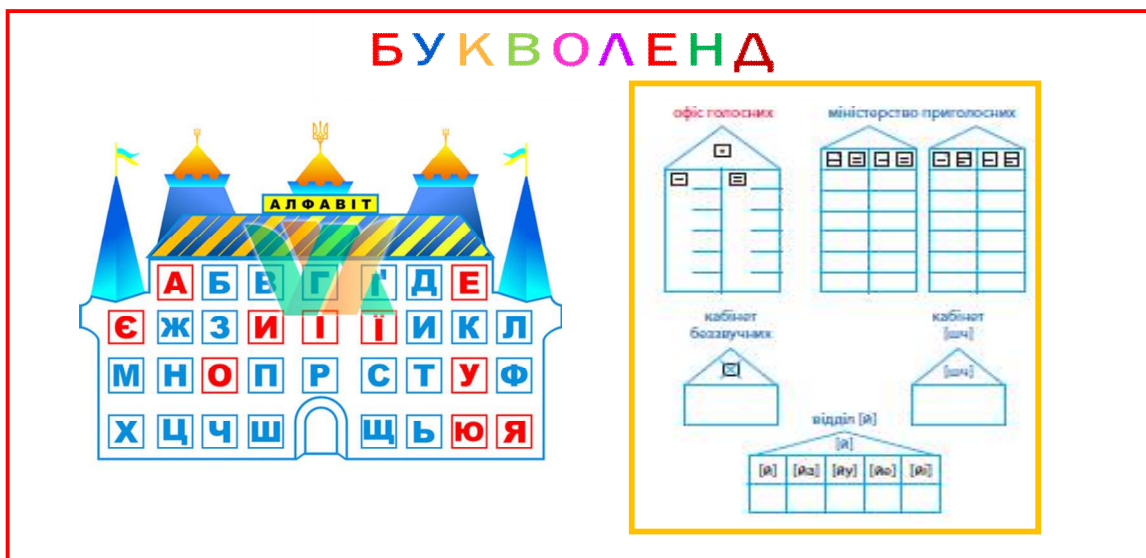 БУКВОЛЕНД
АЛФАВІТ
А Б В Г Ґ Д Е
Є Ж З И І Ї И К Л
М Н О П Р С Т У Ф
Х Ц Ч Ш Щ Ь Ю Я
офіс голосних
міністерство приголосних
кабінет
беззвучних
кабінет
[шч]
[шч]
відділ [й]
[й]
[й] [йа] [йу] [йе] [йі]